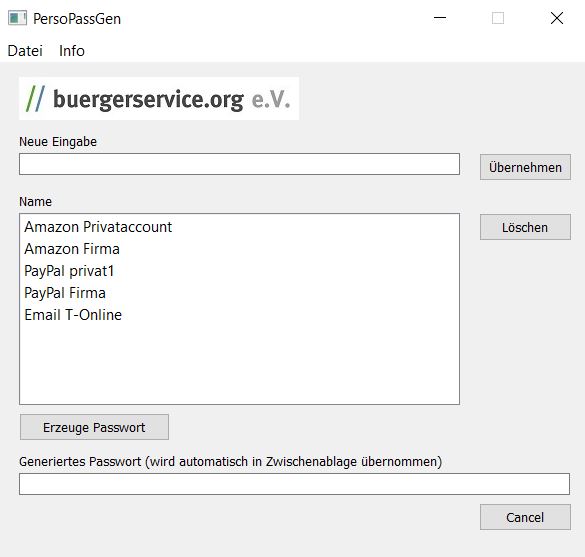 PersoPassGen
Datei Info
// buergerservice.org e.V.
Neue Eingabe
Übernehmen
Name
Amazon Privataccount
Löschen
Amazon Firma
PayPal privat1
PayPal Firma
Email T-Online
Erzeuge Passwort
Generiertes Passwort (wird automatisch in Zwischenablage übernommen)
Cancel